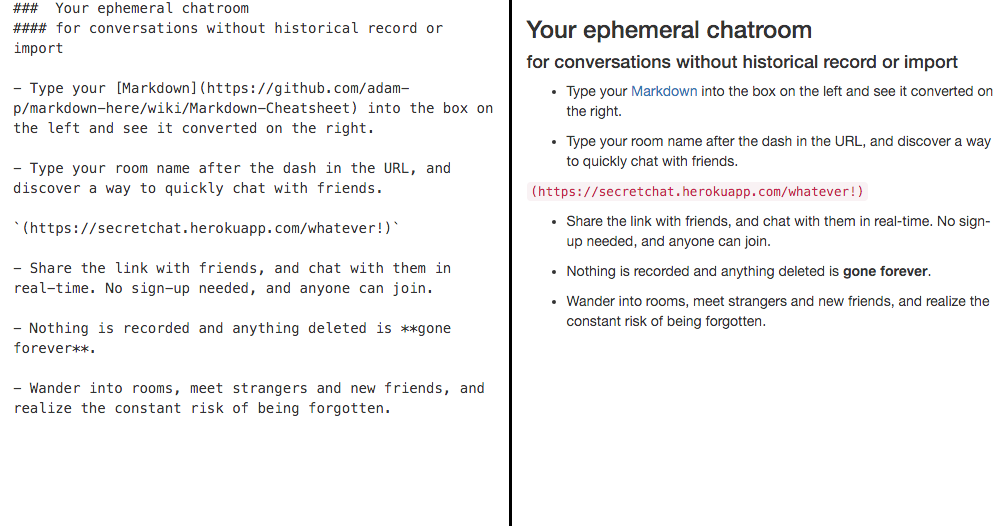 ###  Your ephemeral chatroom
#### for conversations without historical record or
import
- Type your [Markdown](https://github.com/adam-
p/markdown-here/wiki/Markdown-Cheatsheet) into the box on
the left and see it converted on the right.
- Type your room name after the dash in the URL, and
discover a way to quickly chat with friends.
`(https://secretchat.herokuapp.com/whatever!)`
- Share the link with friends, and chat with them in
real-time. No sign-up needed, and anyone can join.
- Nothing is recorded and anything deleted is **gone
forever**.
- Wander into rooms, meet strangers and new friends, and
realize the constant risk of being forgotten.
Your ephemeral chatroom
for conversations without historical record or import
• Type your Markdown into the box on the left and see it converted on
the right.
• Type your room name after the dash in the URL, and discover a way
to quickly chat with friends.
(https://secretchat.herokuapp.com/whatever!)
• Share the link with friends, and chat with them in real-time. No sign-
up needed, and anyone can join.
• Nothing is recorded and anything deleted is gone forever.
• Wander into rooms, meet strangers and new friends, and realize the
constant risk of being forgotten.